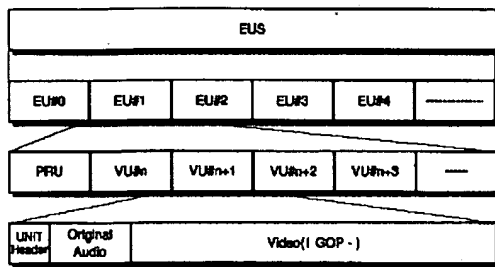 EUS
EU#0 EU#1 EU#2 EU#3 EU#4 ------------
PRU VU#n VU#n+1 VU#n+2 VU#n+3 -----
UNIT Header Original Audio Video(I GOP - )